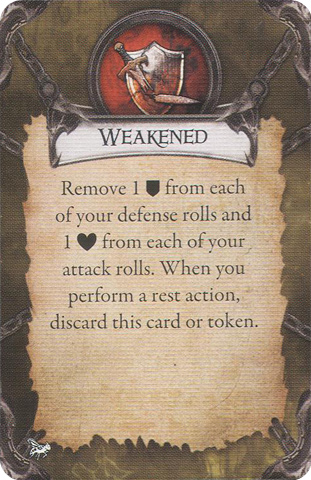 WEAKENED
Remove 1 from each
of your defense rolls and
1 ♥ from each of your
attack rolls. When you
perform a rest action,
discard this card or token.